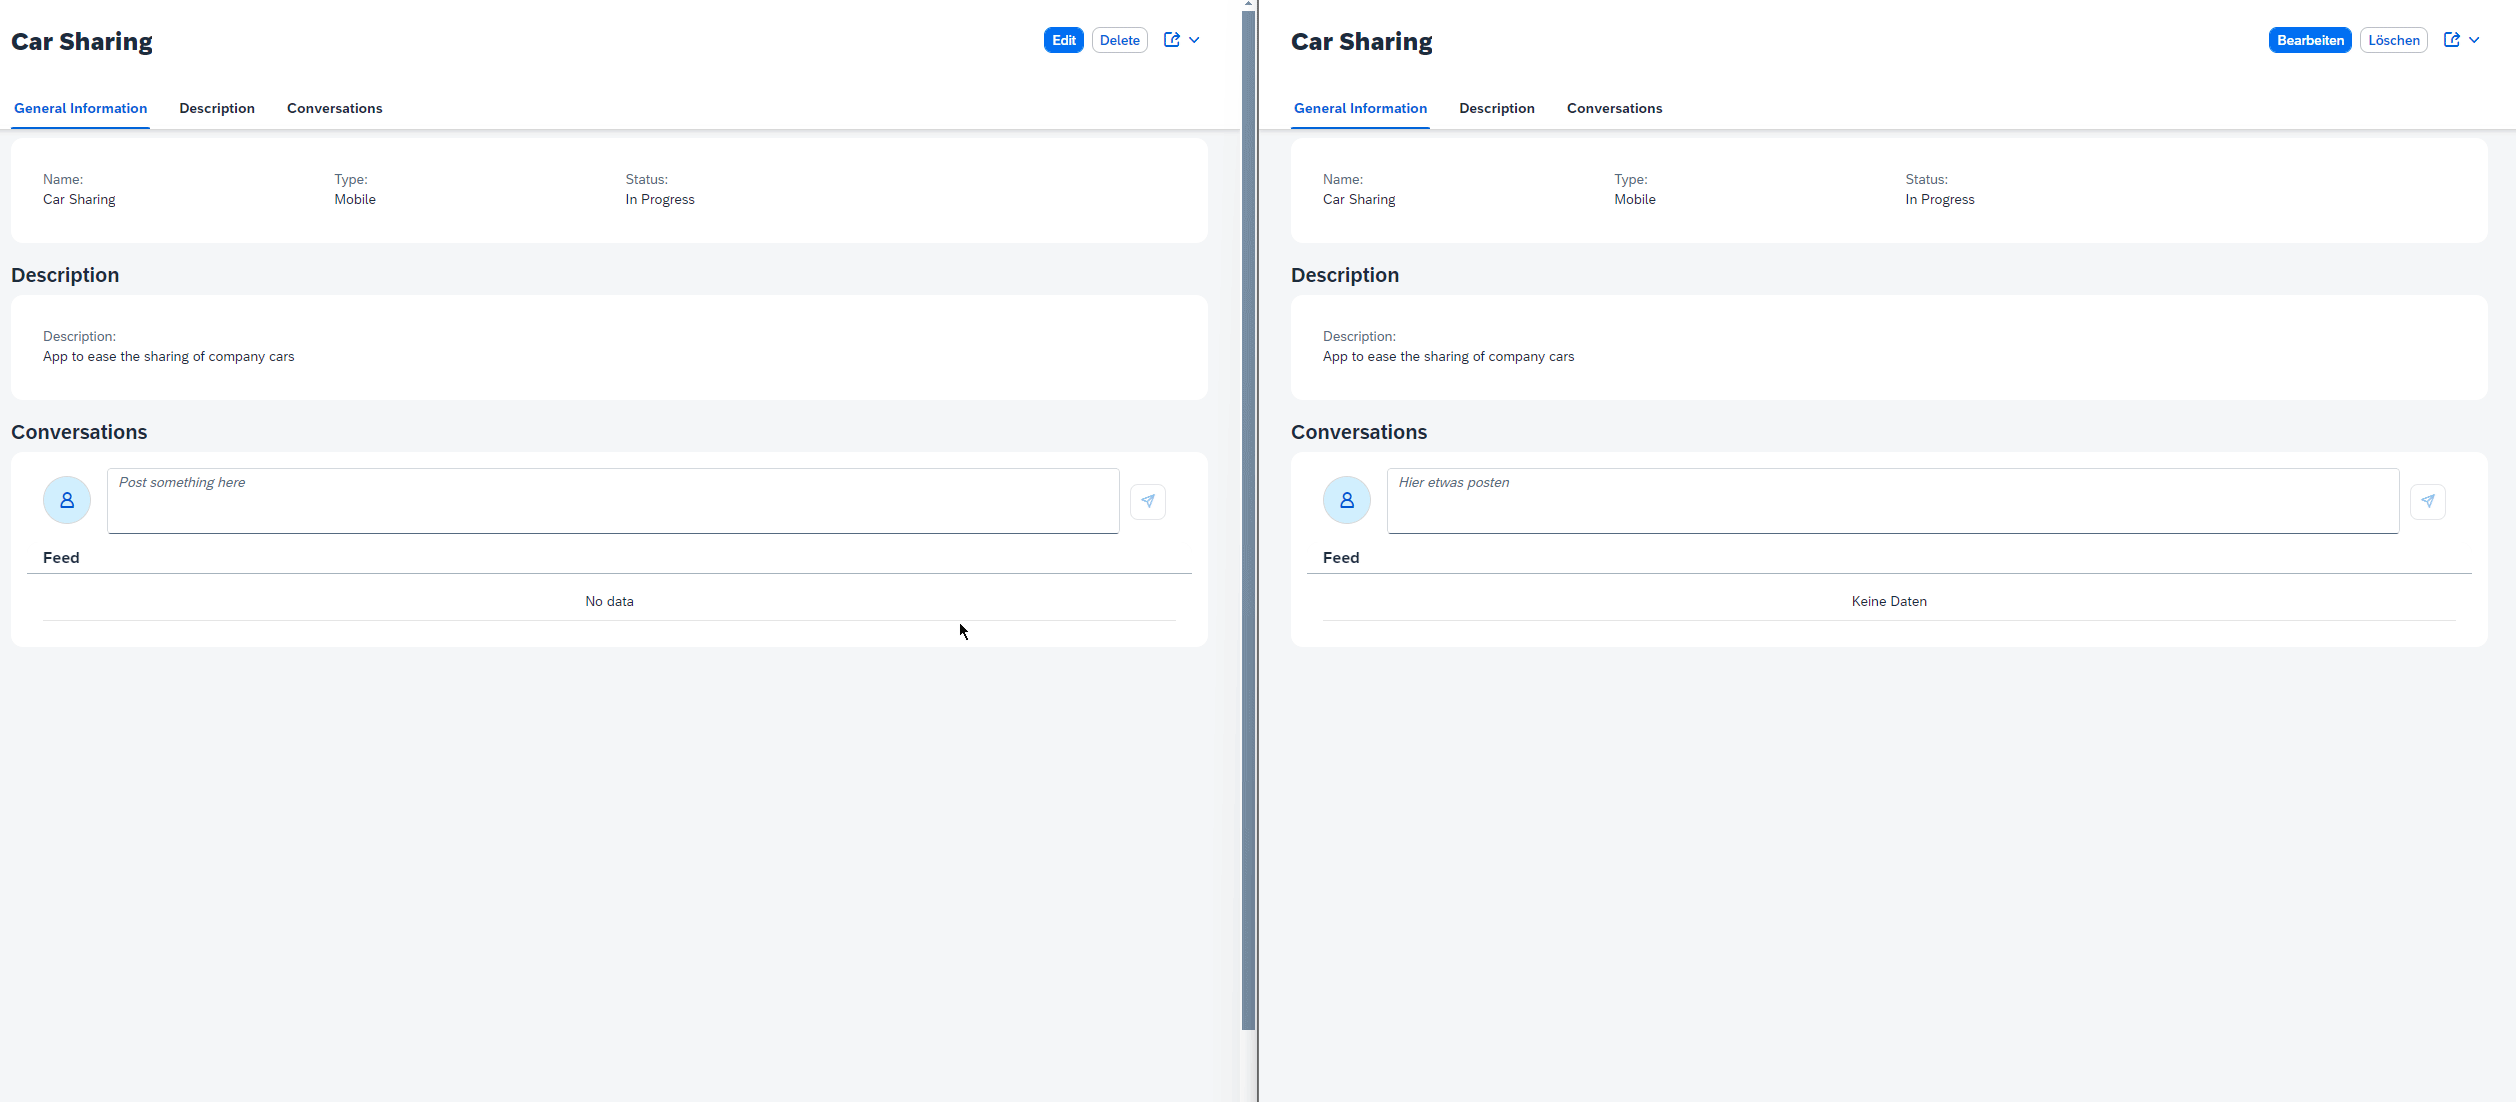 Car Sharing
Edit Delete
General Information Description Conversations
Name: Type: Status:
Car Sharing Mobile In Progress
Description
Description:
App to ease the sharing of company cars
Conversations
Post something here
Feed
No data
Car Sharing
Bearbeiten Löschen
General Information Description Conversations
Name: Type: Status:
Car Sharing Mobile In Progress
Description
Description:
App to ease the sharing of company cars
Conversations
Hier etwas posten
Feed
Keine Daten